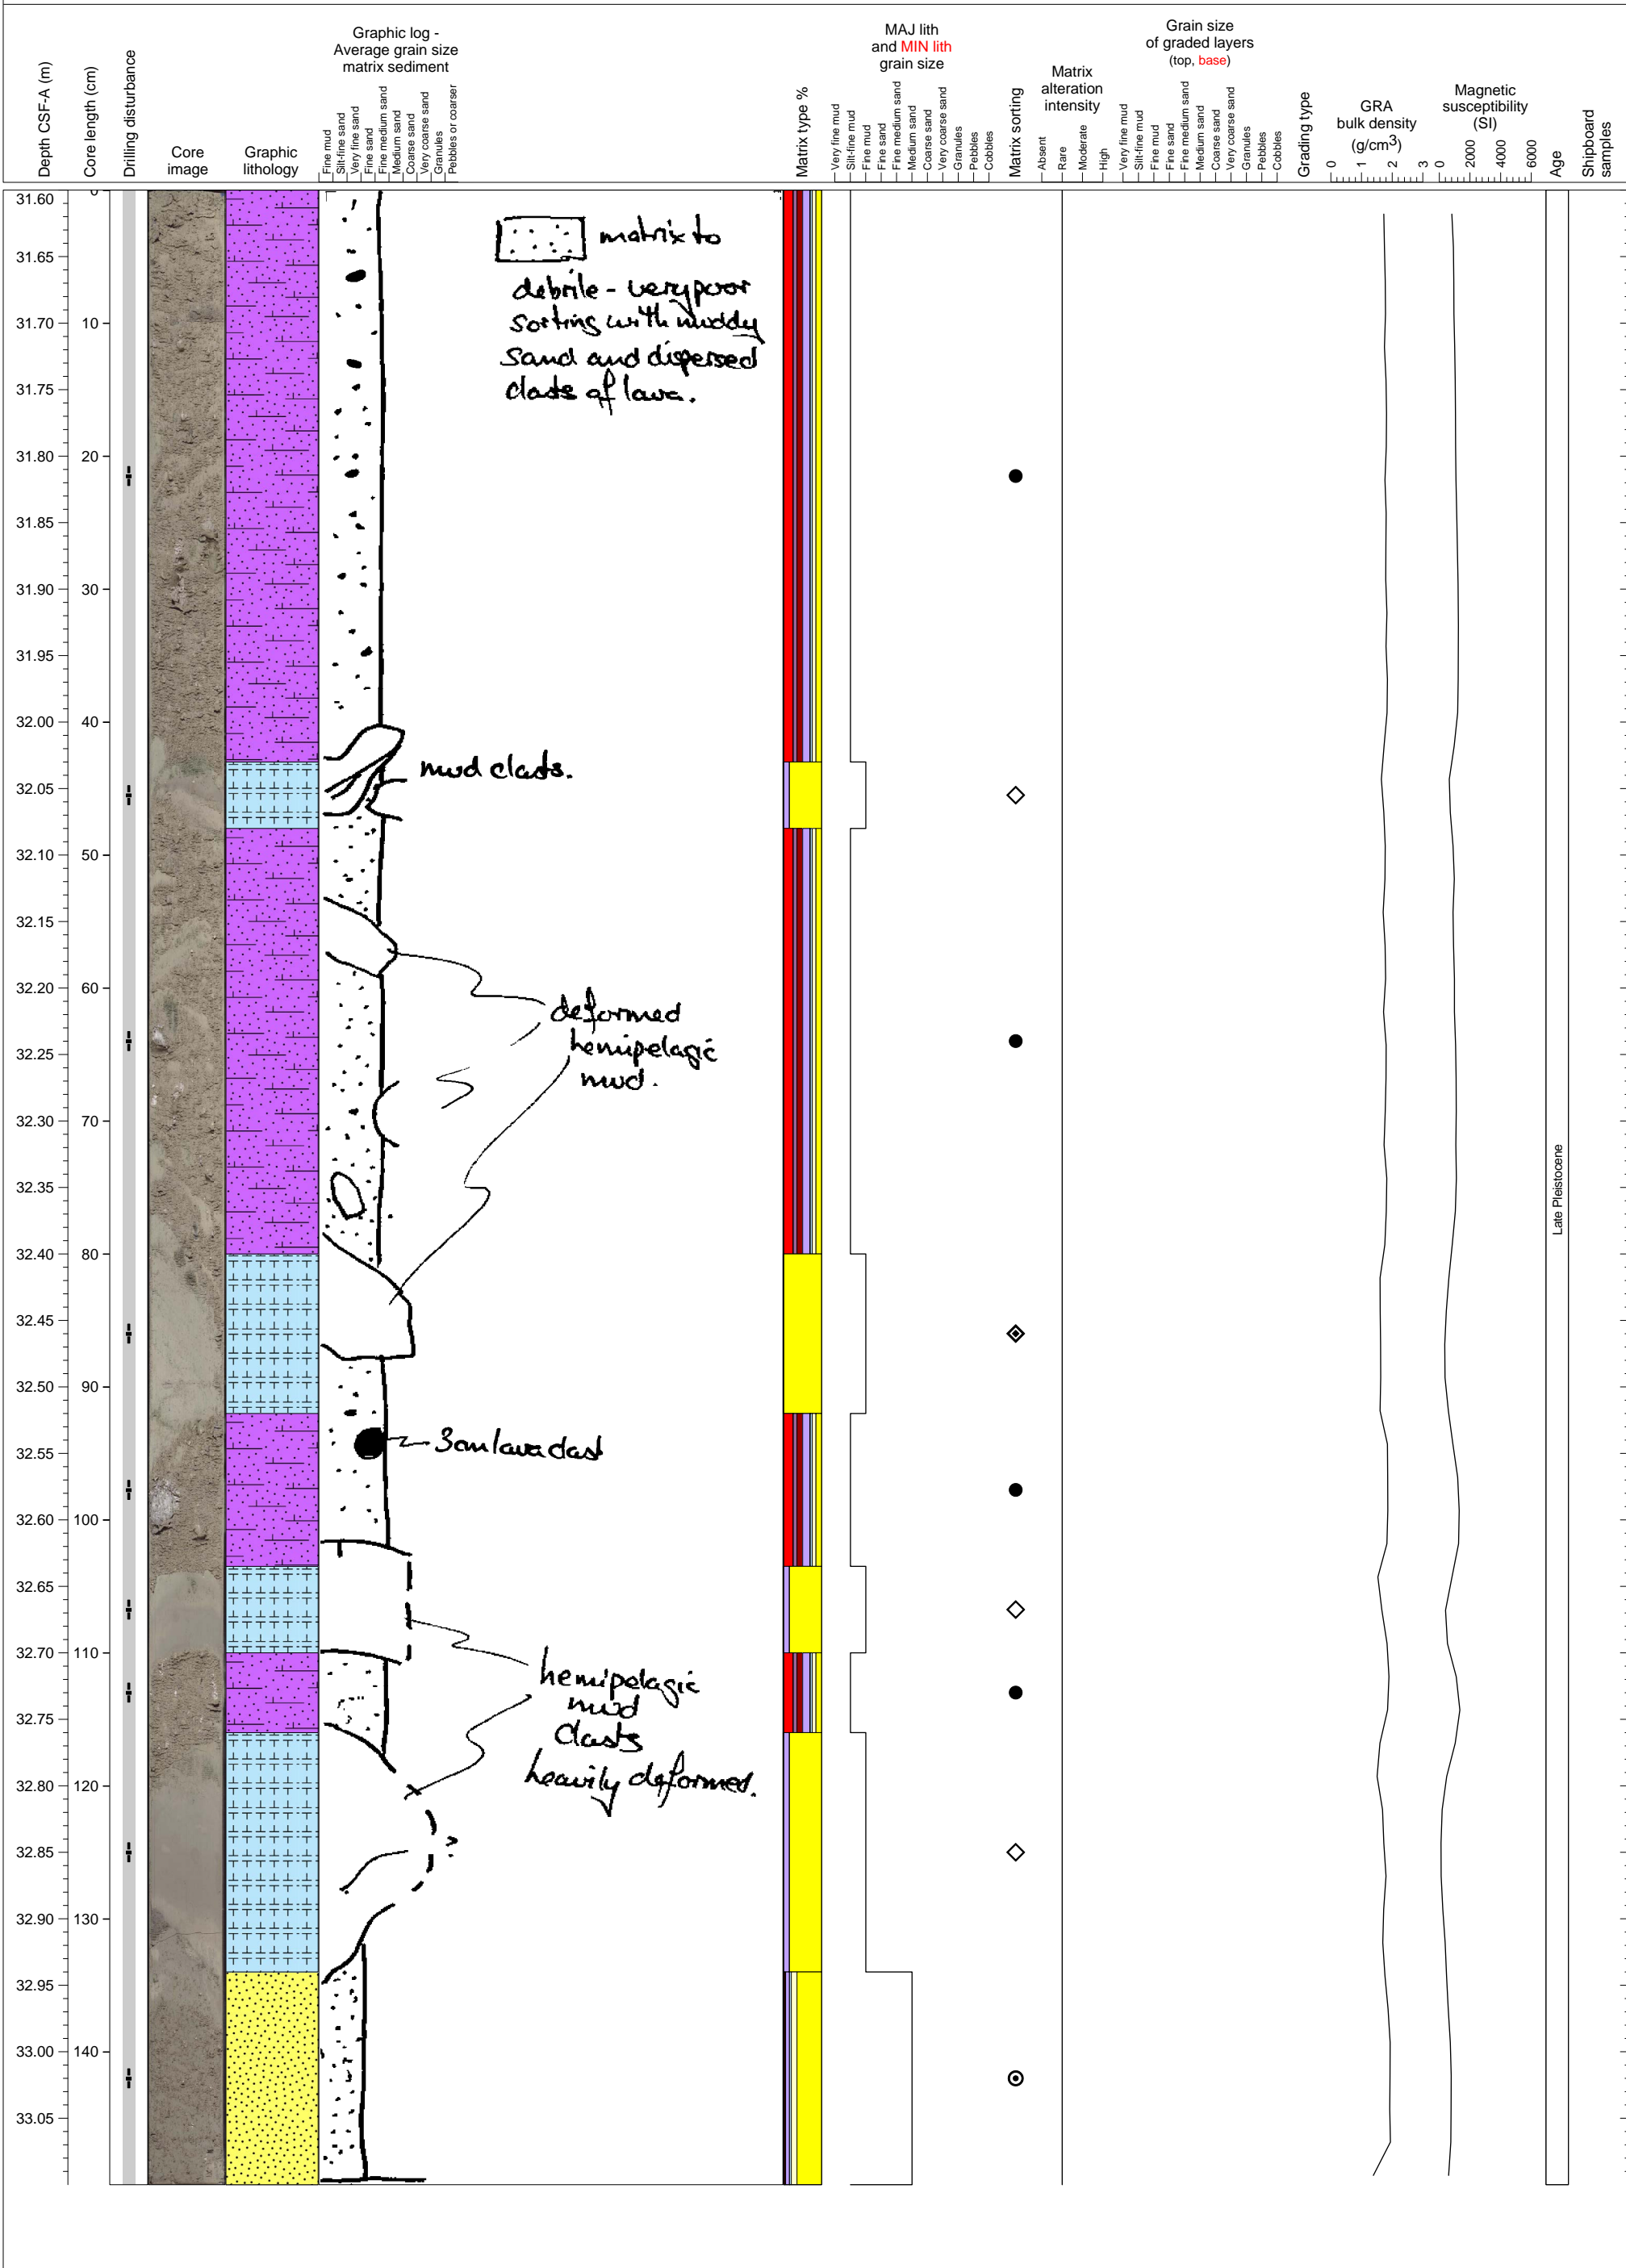 Depth CSF-A (m)
Core length (cm)
Drilling disturbance
Core
image
Graphic
lithology
Graphic log -
Average grain size
matrix sediment
Fine mud
Silt-fine sand
Very fine sand
Fine sand
Fine medium sand
Medium sand
Coarse sand
Very coarse sand
Granules
Pebbles or coarser
Matrix type %
MAJ lith
and MIN lith
grain size
Very fine mud
Silt-fine mud
Fine mud
Fine sand
Fine medium sand
Medium sand
Coarse sand
Very coarse sand
Granules
Pebbles
Cobbles
Matrix sorting
Matrix
alteration
intensity
Absent
Rare
Moderate
High
Grain size
of graded layers
(top, base)
Very fine mud
Silt-fine mud
Fine mud
Fine sand
Fine medium sand
Medium sand
Coarse sand
Very coarse sand
Granules
Pebbles
Cobbles
Grading type
GRA
bulk density
(g/cm3)
0 1 2 3
Magnetic
susceptibility
(SI)
0 2000 4000 6000
Age
Shipboard
samples
31.60 0
31.65
31.70 10
31.75
31.80 20
31.85
31.90 30
31.95
32.00 40
32.05
32.10 50
32.15
32.20 60
32.25
32.30 70
32.35
32.40 80
32.45
32.50 90
32.55
32.60 100
32.65
32.70 110
32.75
32.80 120
32.85
32.90 130
32.95
33.00 140
33.05
matrix to
debrile - very poor
sorting with muddy
sand and dispersed
clasts of lava.
mud clasts.
deformed
hemipelagic
mud.
3cm lava clast
hemipelagic
mud
clasts
heavily deformed.
Late Pleistocene